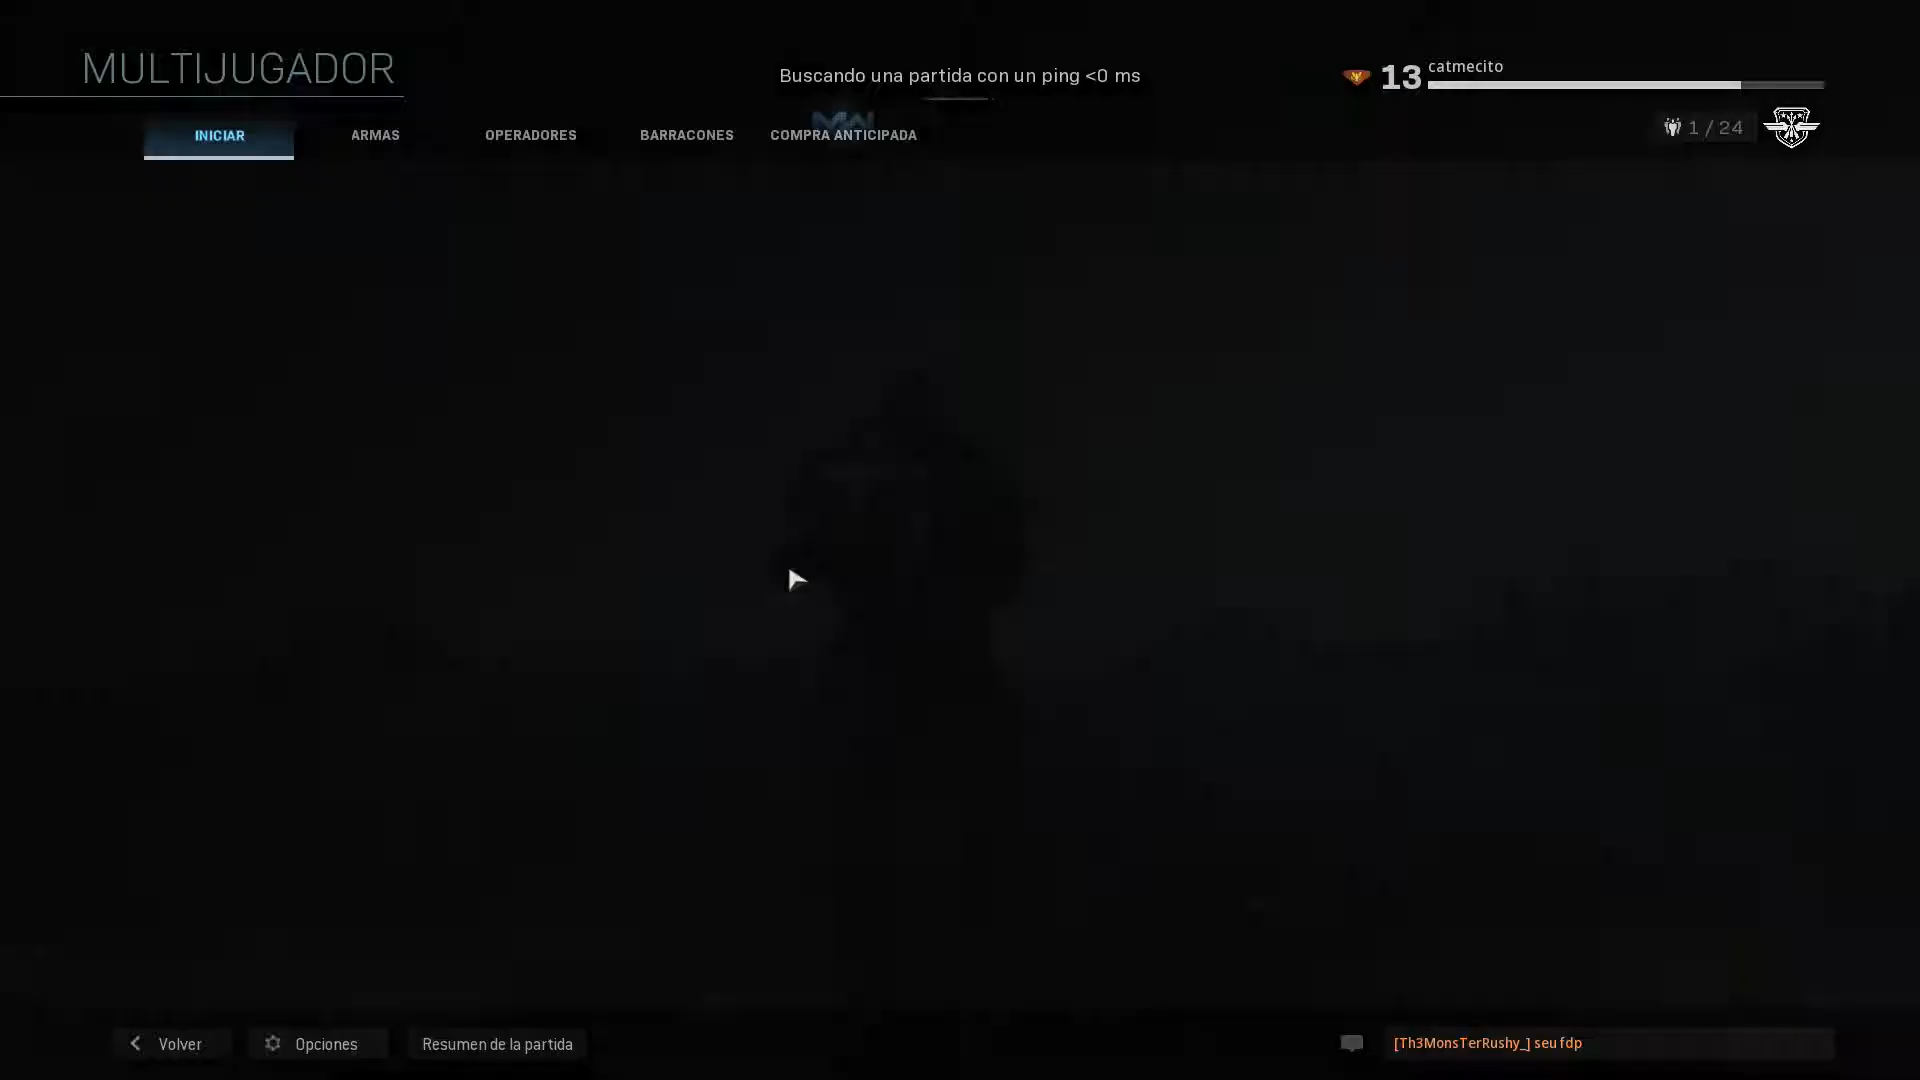 MULTIJUGADOR
Buscando una partida con un ping <0 ms
13 catmecito
INICIAR ARMAS OPERADORES BARRACONES COMPRA ANTICIPADA
1 / 24
Volver Opciones Resumen de la partida
[Th3MonsTerRushy_] seu fdp